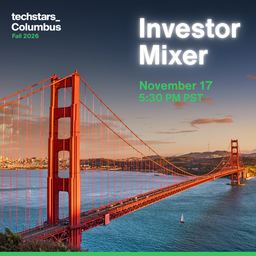 techstars_
Columbus
Fall 2026
Investor
Mixer
November 17
5:30 PM PST